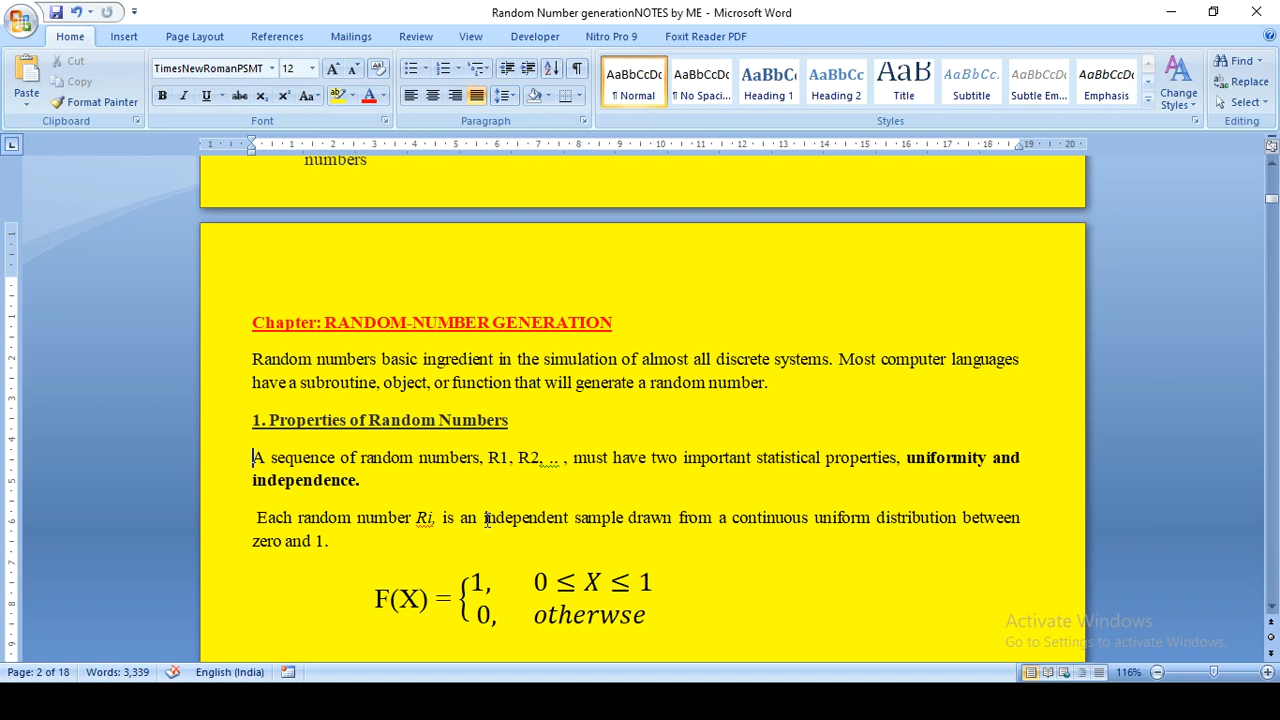 Random Number generationNOTES by ME - Microsoft Word
Home Insert Page Layout References Mailings Review View Developer Nitro Pro 9 Foxit Reader PDF
Paste
Cut
Copy
Format Painter
TimesNewRomanPSMT 12
AaBbCcDc AaBbCcDc AaBbCc AaBbCc AaB AaBbCc. AaBbCcDc AaBbCcDc
¶ Normal ¶ No Spaci... Heading 1 Heading 2 Title Subtitle Subtle Em... Emphasis
Change
Styles
Find
Replace
Select
Clipboard Font Paragraph Styles Editing
numbers
Chapter: RANDOM-NUMBER GENERATION
Random numbers basic ingredient in the simulation of almost all discrete systems. Most computer languages
have a subroutine, object, or function that will generate a random number.
1. Properties of Random Numbers
A sequence of random numbers, R1, R2, .. , must have two important statistical properties, uniformity and
independence.
Each random number Ri, is an independent sample drawn from a continuous uniform distribution between
zero and 1.
F(X) = { 1, 0 ≤ X ≤ 1
0, otherwse
Activate Windows
Go to Settings to activate Windows.
Page: 2 of 18 Words: 3,339 English (India) 116%